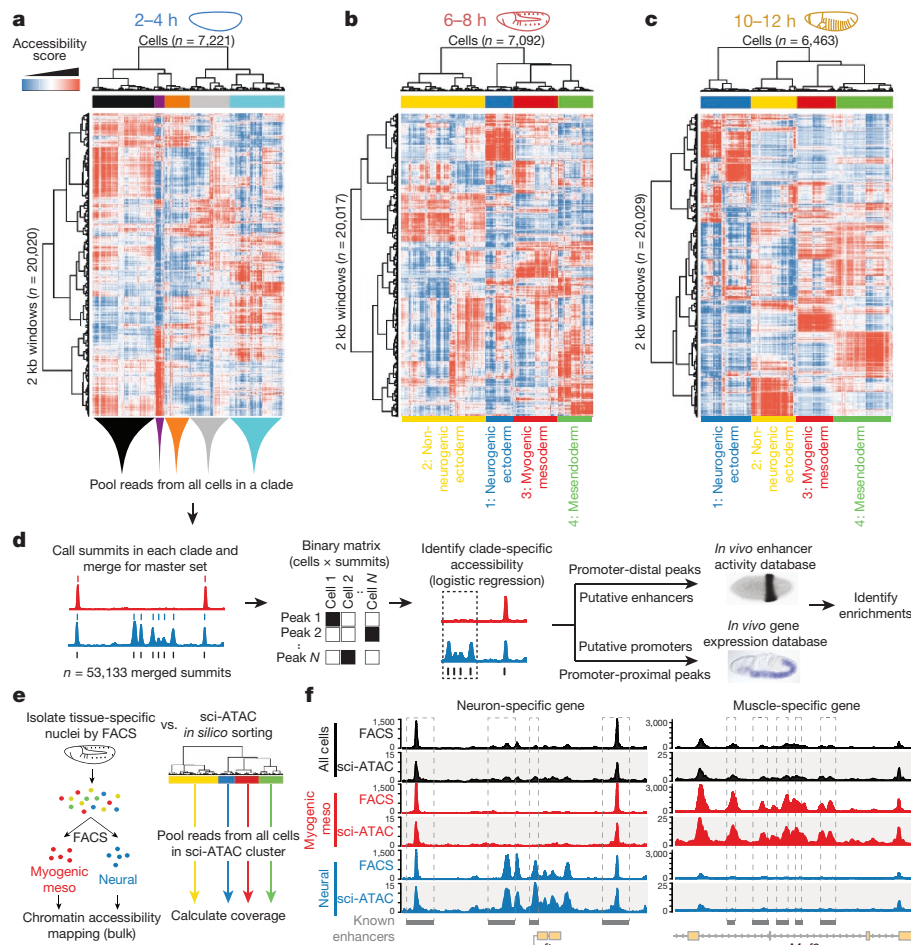 a
2–4 h
Accessibility
score
Cells (n = 7,221)
2 kb windows (n = 20,020)
Pool reads from all cells in a clade
b
6–8 h
Cells (n = 7,092)
2 kb windows (n = 20,017)
2: Non-
neurogenic
ectoderm
1: Neurogenic
ectoderm
3: Myogenic
mesoderm
4: Mesendoderm
c
10–12 h
Cells (n = 6,463)
2 kb windows (n = 20,029)
1: Neurogenic
ectoderm
2: Non-
neurogenic
ectoderm
3: Myogenic
mesoderm
4: Mesendoderm
d
Call summits in each clade and
merge for master set
n = 53,133 merged summits
Binary matrix
(cells × summits)
Cell 1
Cell 2
..
Cell N
Peak 1
Peak 2
:
Peak N
Identify clade-specific
accessibility
(logistic regression)
Promoter-distal peaks
Putative enhancers
Putative promoters
Promoter-proximal peaks
In vivo enhancer
activity database
In vivo gene
expression database
Identify
enrichments
e
Isolate tissue-specific
nuclei by FACS
vs.
sci-ATAC
in silico sorting
FACS
Myogenic
meso
Neural
Chromatin accessibility
mapping (bulk)
Pool reads from all cells
in sci-ATAC cluster
Calculate coverage
f
Neuron-specific gene
Muscle-specific gene
All cells
FACS
1,500
0
3,000
0
sci-ATAC
15
0
25
0
Myogenic
meso
FACS
1,500
0
3,000
0
sci-ATAC
15
0
25
0
Neural
FACS
1,500
0
3,000
0
sci-ATAC
15
0
25
0
Known
enhancers